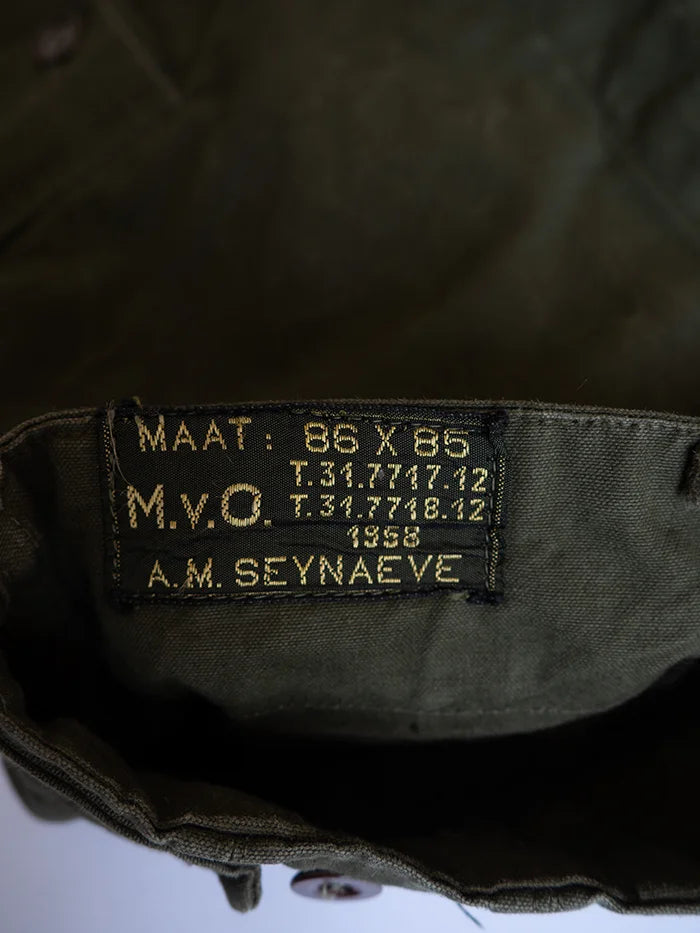 MAAT: 86 X 85
T.31.7717.12
M.v.O. T.31.7718.12
1958
A.M. SEYNAEVE